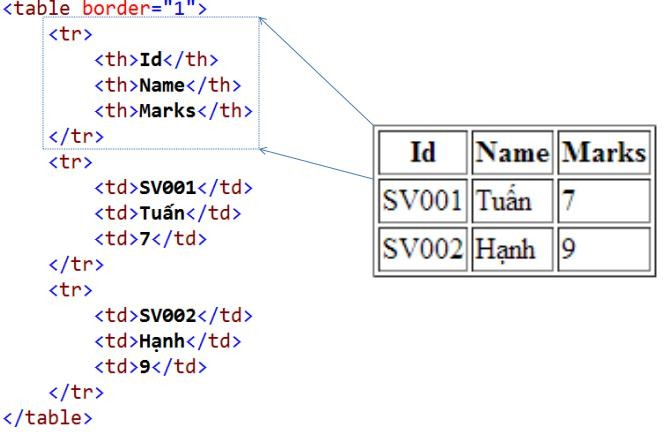 <table border="1">
<tr>
<th>Id</th>
<th>Name</th>
<th>Marks</th>
</tr>
<tr>
<td>SV001</td>
<td>Tuấn</td>
<td>7</td>
</tr>
<tr>
<td>SV002</td>
<td>Hạnh</td>
<td>9</td>
</tr>
</table>
Id Name Marks
SV001 Tuấn 7
SV002 Hạnh 9